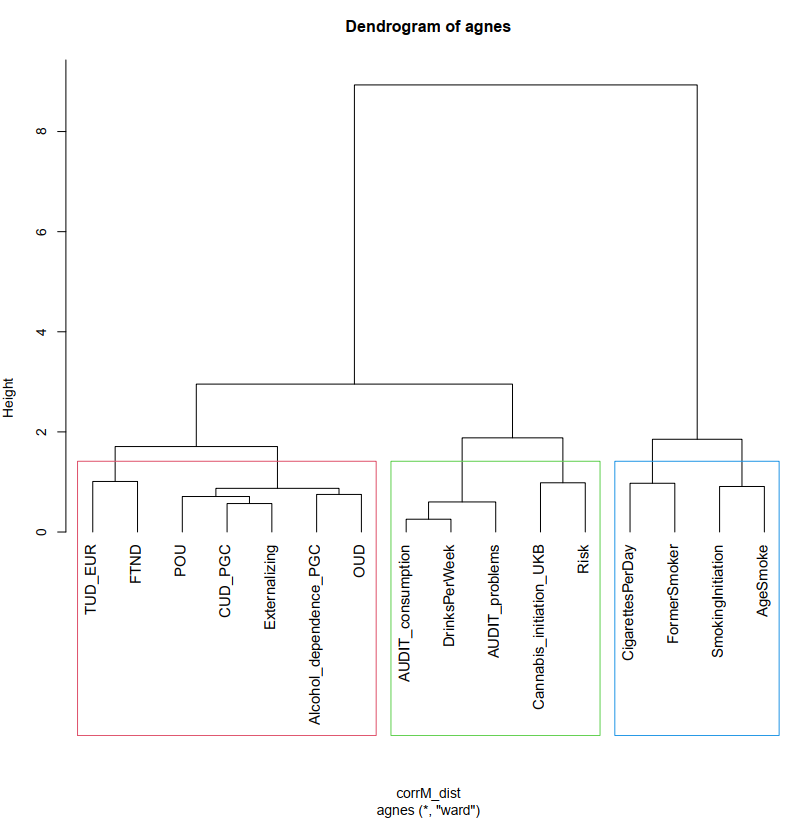 Dendrogram of agnes
Height
8
6
4
2
0
TUD_EUR
FTND
POU
CUD_PGC
Externalizing
Alcohol_dependence_PGC
OUD
AUDIT_consumption
DrinksPerWeek
AUDIT_problems
Cannabis_initiation_UKB
Risk
CigarettesPerDay
FormerSmoker
SmokingInitiation
AgeSmoke
corrM_dist
agnes (*, "ward")